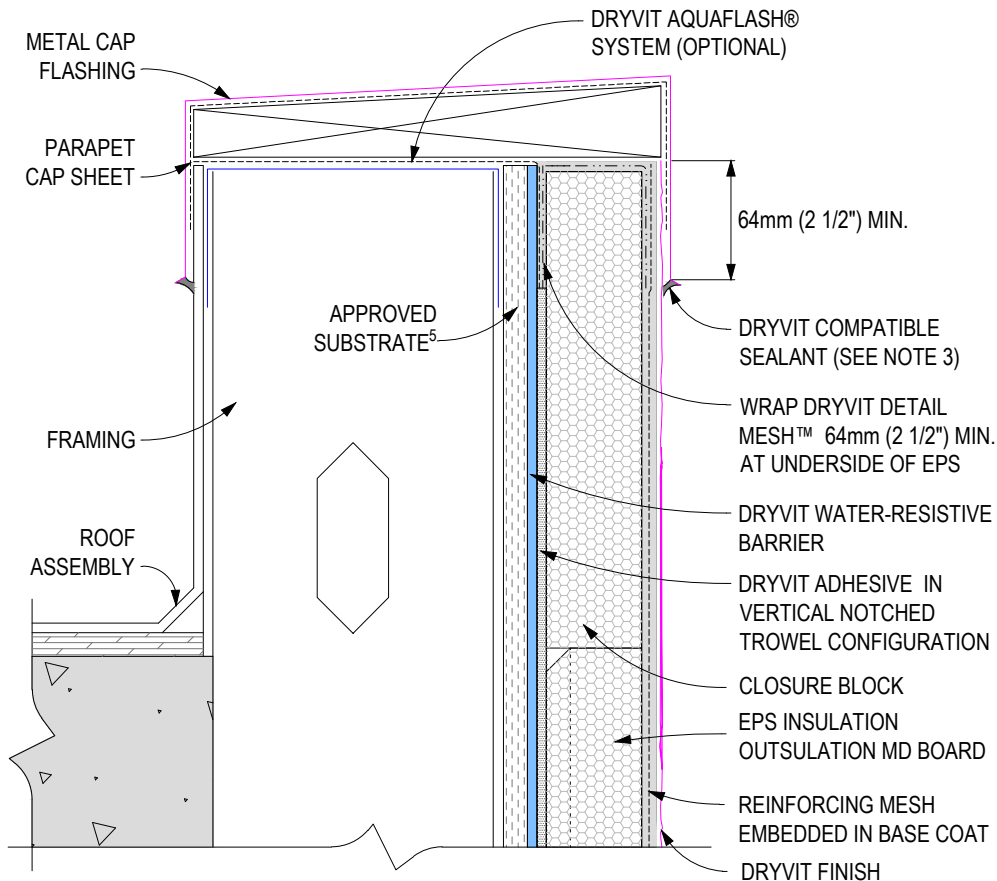 DRYVIT AQUAFLASH®
SYSTEM (OPTIONAL)
METAL CAP
FLASHING
PARAPET
CAP SHEET
64mm (2 1/2") MIN.
APPROVED
SUBSTRATE⁵
DRYVIT COMPATIBLE
SEALANT (SEE NOTE 3)
WRAP DRYVIT DETAIL
MESH™ 64mm (2 1/2") MIN.
AT UNDERSIDE OF EPS
FRAMING
DRYVIT WATER-RESISTIVE
BARRIER
ROOF
ASSEMBLY
DRYVIT ADHESIVE IN
VERTICAL NOTCHED
TROWEL CONFIGURATION
CLOSURE BLOCK
EPS INSULATION
OUTSULATION MD BOARD
REINFORCING MESH
EMBEDDED IN BASE COAT
DRYVIT FINISH